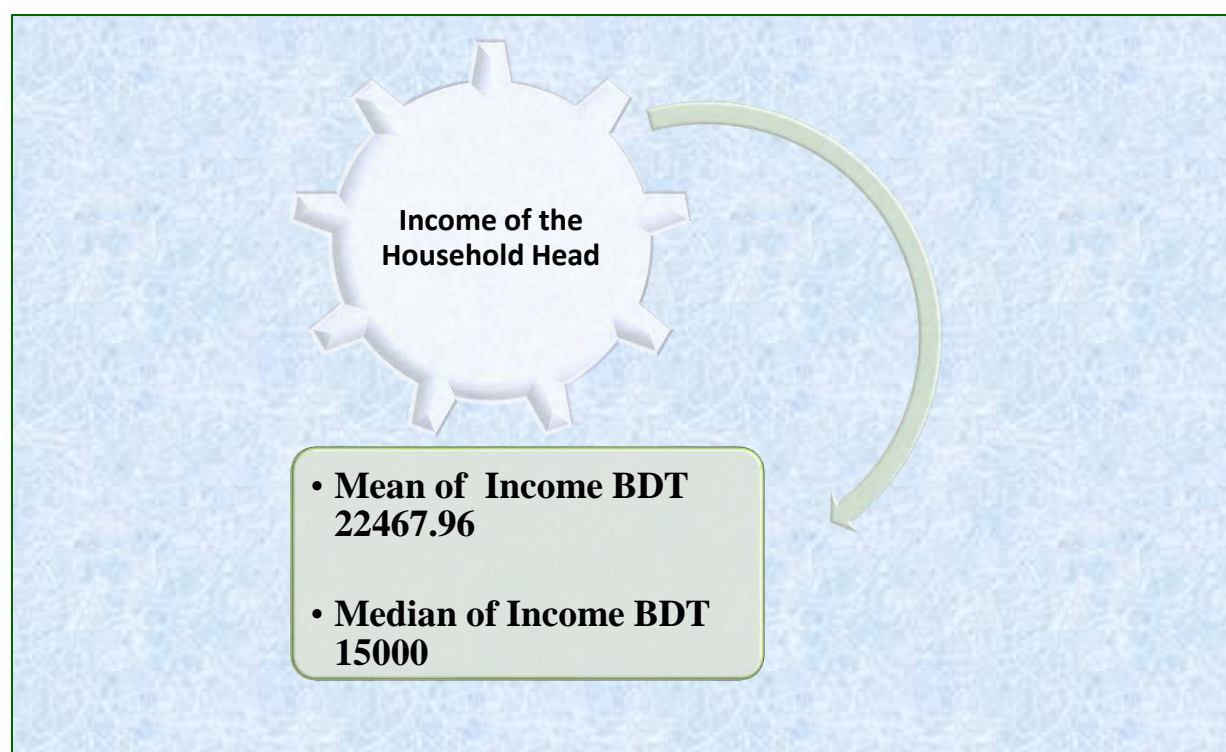 Income of the
Household Head
• Mean of  Income BDT
22467.96
• Median of Income BDT
15000